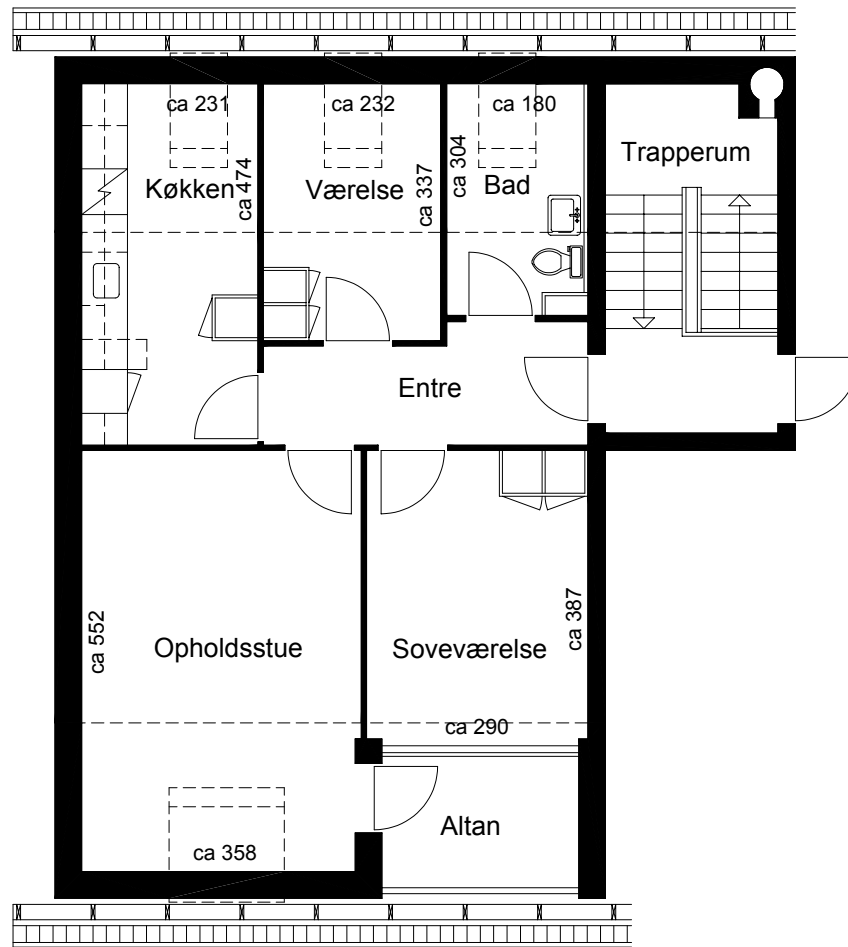 ca 231
ca 232
ca 180
Trapperum
Køkken
ca 474
Værelse
ca 337
ca 304
Bad
Entre
ca 552
Opholdsstue
Soveværelse
ca 387
ca 290
Altan
ca 358